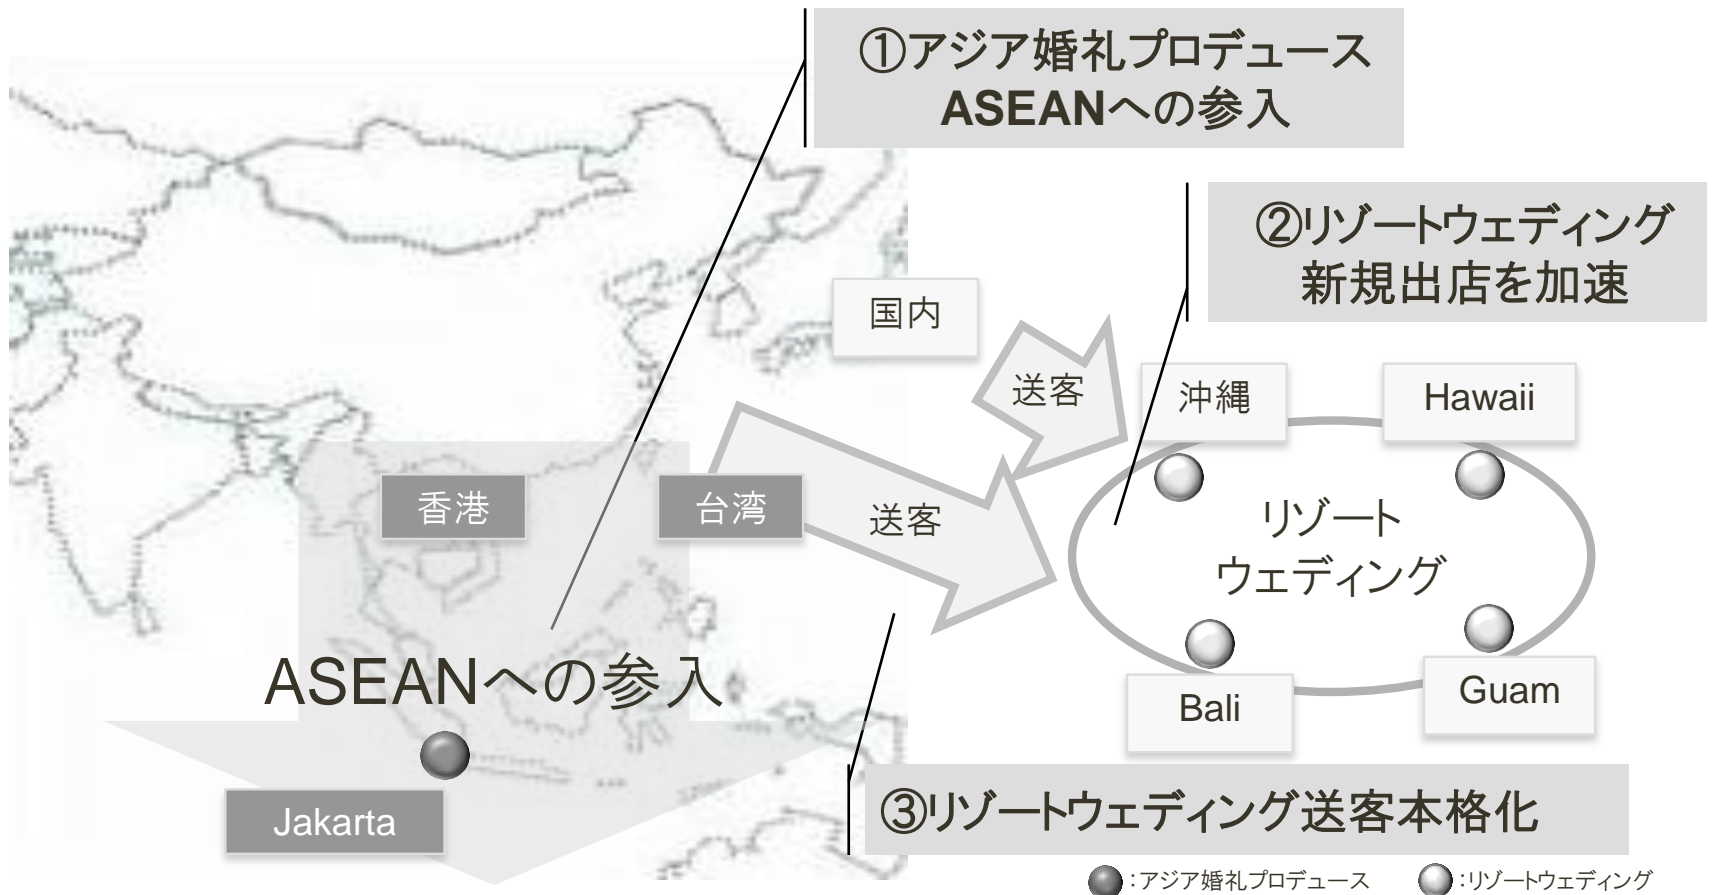 ①アジア婚礼プロデュース
ASEANへの参入
②リゾートウェディング
新規出店を加速
国内
送客
沖縄
Hawaii
香港
台湾
送客
リゾート
ウェディング
ASEANへの参入
Bali
Guam
Jakarta
③リゾートウェディング送客本格化
:アジア婚礼プロデュース
:リゾートウェディング